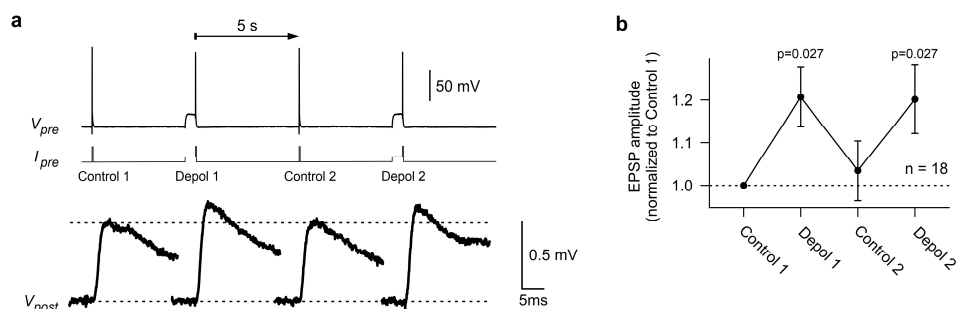 a
5 s
50 mV
Vpre
Ipre
Control 1
Depol 1
Control 2
Depol 2
0.5 mV
5ms
Vpost
b
p=0.027
p=0.027
EPSP amplitude
(normalized to Control 1)
1.2
1.1
1.0
n = 18
Control 1
Depol 1
Control 2
Depol 2